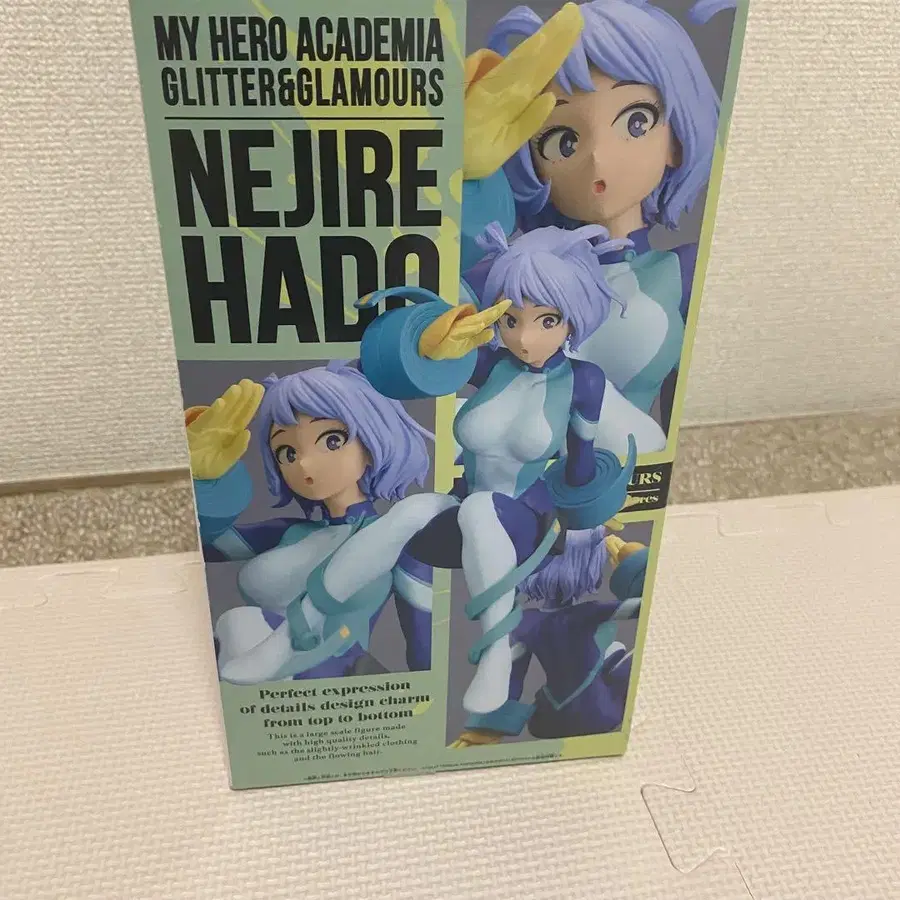 MY HERO ACADEMIA
GLITTER&GLAMOURS
NEJIRE
HADO
Perfect expression
of details design charm
from top to bottom
This is a large scale figure made
with high quality details,
such as the slightly-wrinkled clothing
and the flowing hair.